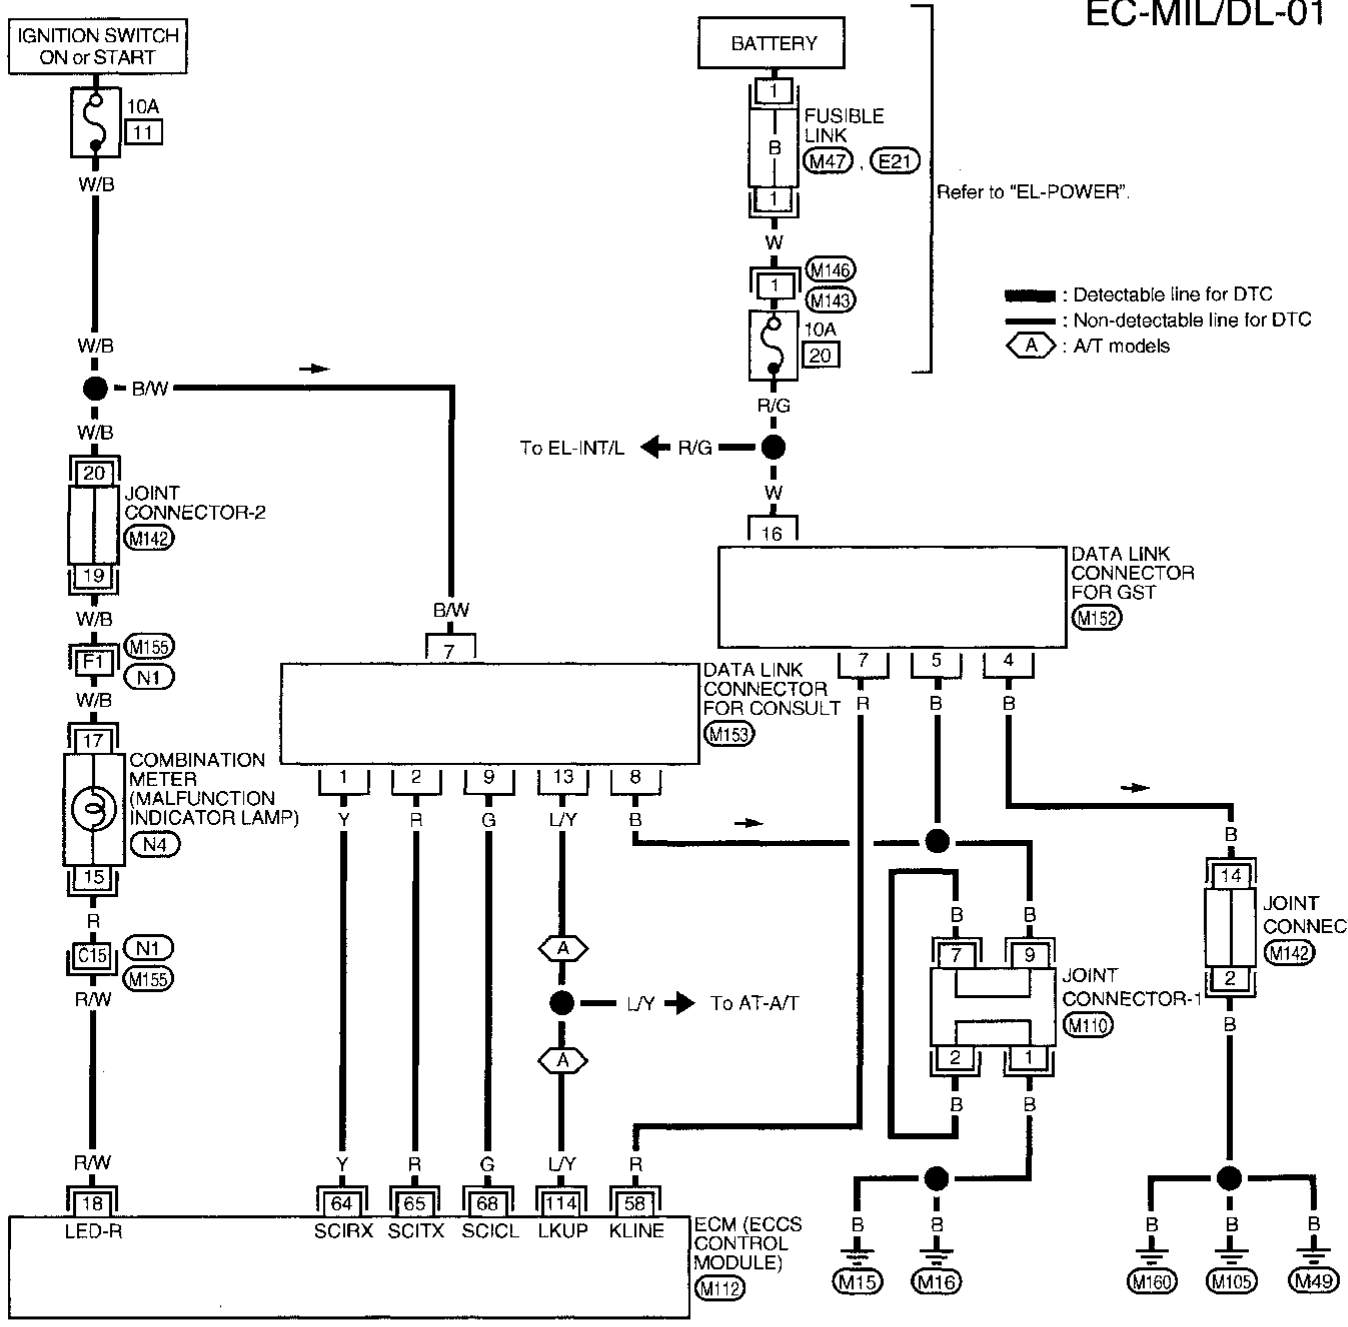 EC-MIL/DL-01
IGNITION SWITCH
ON or START
10A
11
W/B
W/B
B/W
W/B
20
JOINT
CONNECTOR-2
M142
19
W/B
F1
M155
N1
W/B
17
COMBINATION
METER
(MALFUNCTION
INDICATOR LAMP)
N4
15
R
C15
N1
M155
R/W
R/W
18
LED-R
BATTERY
1
B
1
FUSIBLE
LINK
M47 , E21
W
1
M146
M143
10A
20
Refer to "EL-POWER".
: Detectable line for DTC
: Non-detectable line for DTC
A : A/T models
R/G
To EL-INT/L
R/G
W
16
DATA LINK
CONNECTOR
FOR GST
M152
7
5
4
R
B
B
B/W
7
DATA LINK
CONNECTOR
FOR CONSULT
M153
1
2
9
13
8
Y
R
G
L/Y
B
A
L/Y
To AT-A/T
A
Y
R
G
L/Y
R
64
65
68
114
58
SCIRX
SCITX
SCICL
LKUP
KLINE
ECM (ECCS
CONTROL
MODULE)
M112
B
B
7
9
JOINT
CONNECTOR-1
M110
2
1
B
B
B
B
M15
M16
B
14
JOINT
CONNEC
M142
2
B
B
B
B
M160
M105
M49